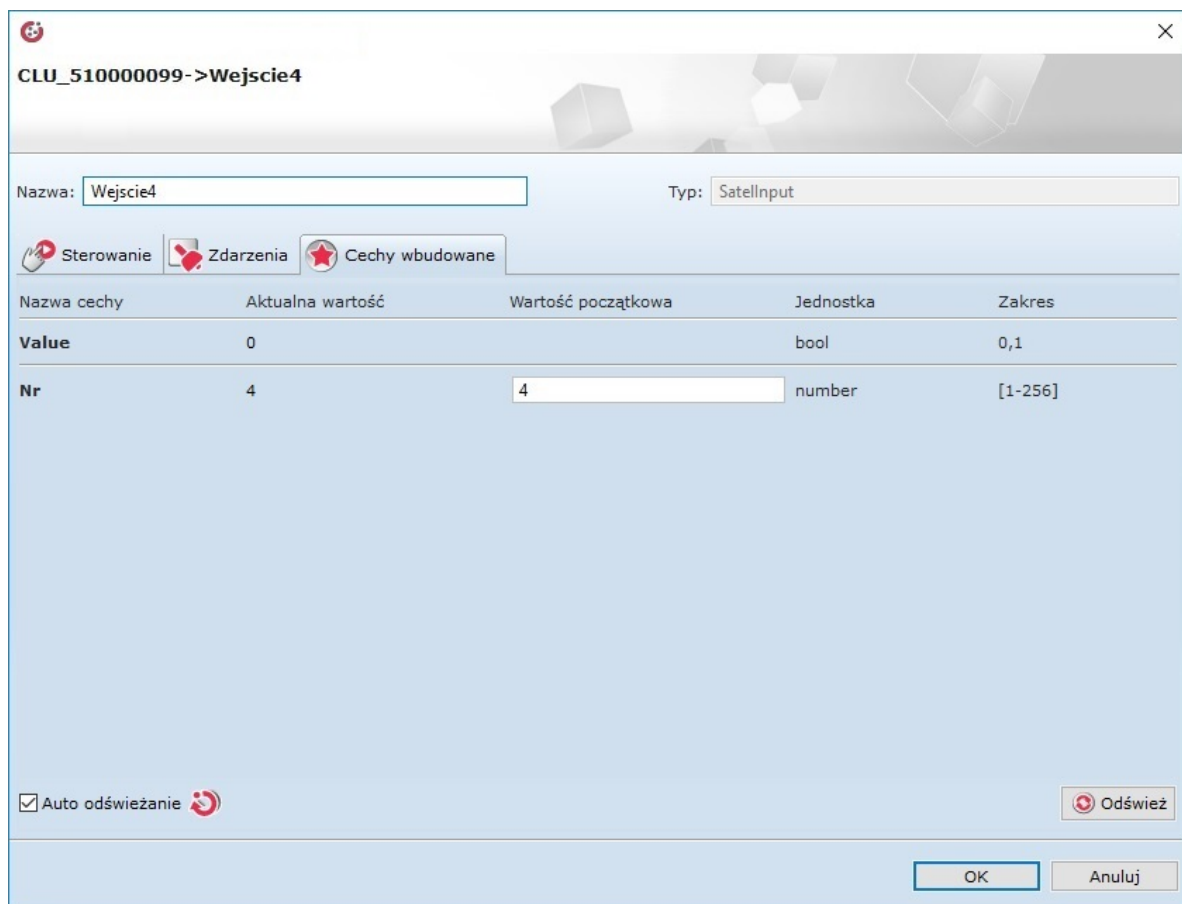 CLU_510000099->Wejscie4
Nazwa: Wejscie4 Typ: SatelInput
Sterowanie Zdarzenia Cechy wbudowane
Nazwa cechy Aktualna wartość Wartość początkowa Jednostka Zakres
Value 0 bool 0,1
Nr 4 4 number [1-256]
Auto odświeżanie Odśwież
OK Anuluj